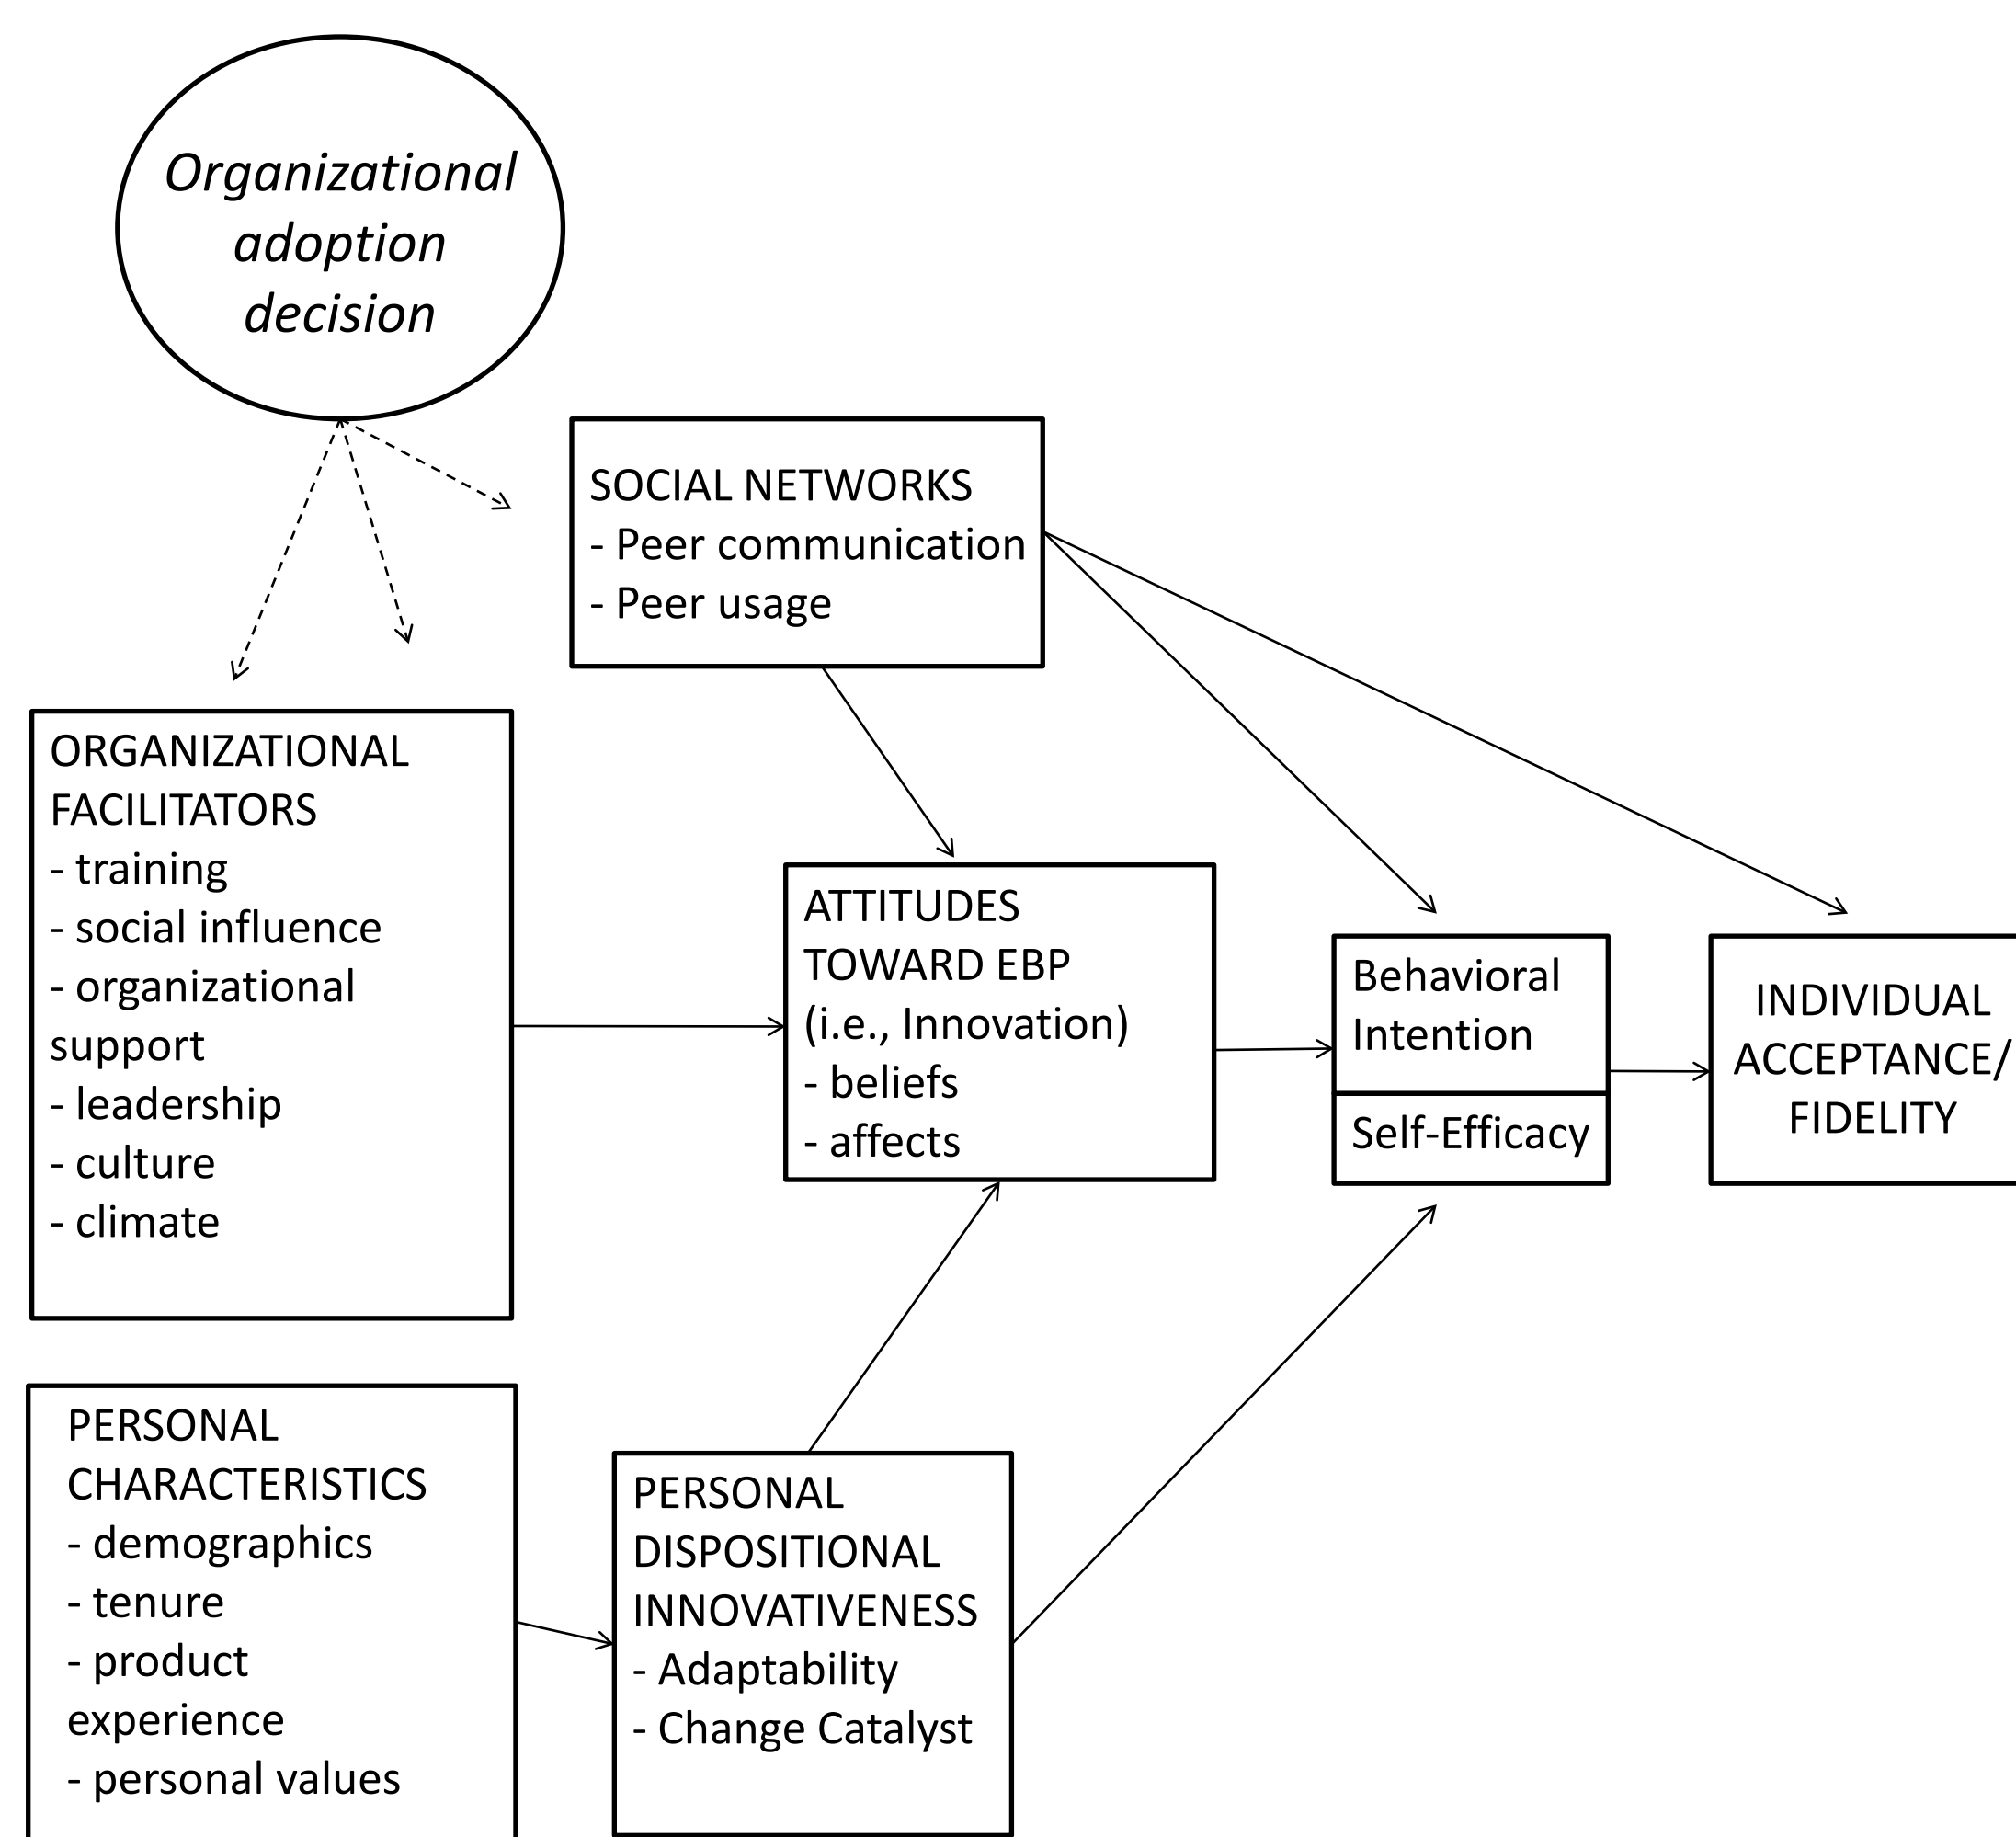 Organizational
adoption
decision
SOCIAL NETWORKS
- Peer communication
- Peer usage
ORGANIZATIONAL
FACILITATORS
- training
- social influence
- organizational
support
- leadership
- culture
- climate
ATTITUDES
TOWARD EBP
(i.e., Innovation)
- beliefs
- affects
Behavioral
Intention
Self-Efficacy
INDIVIDUAL
ACCEPTANCE/
FIDELITY
PERSONAL
CHARACTERISTICS
- demographics
- tenure
- product
experience
- personal values
PERSONAL
DISPOSITIONAL
INNOVATIVENESS
- Adaptability
- Change Catalyst